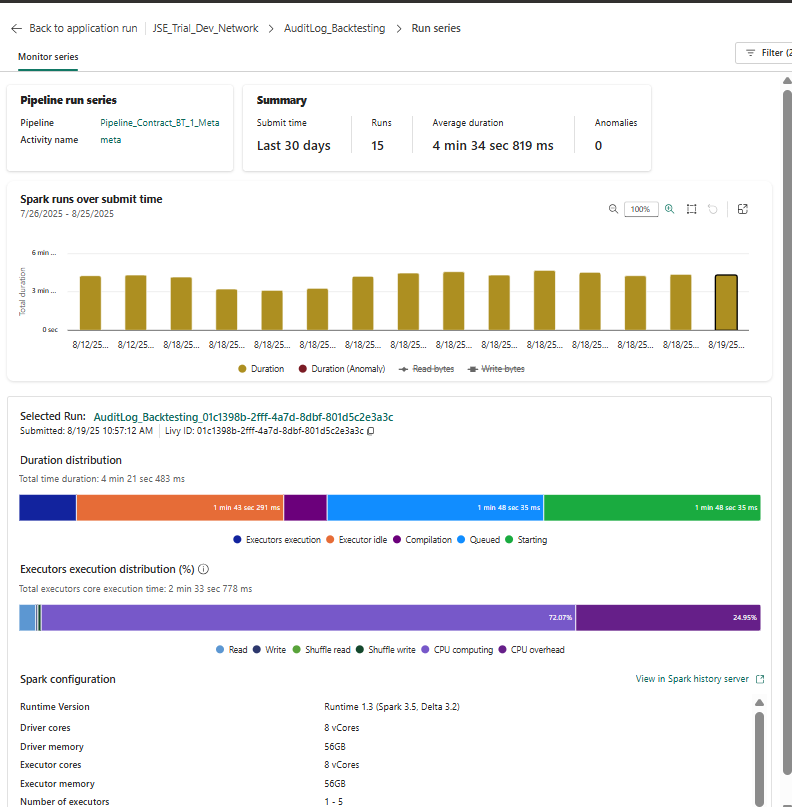 Back to application run JSE_Trial_Dev_Network > AuditLog_Backtesting > Run series
Monitor series
Filter (2
Pipeline run series
Pipeline Pipeline_Contract_BT_1_Meta
Activity name meta
Summary
Submit time Runs Average duration Anomalies
Last 30 days 15 4 min 34 sec 819 ms 0
Spark runs over submit time
7/26/2025 - 8/25/2025
100%
Total duration
6 min ...
3 min ...
0 sec
8/12/25... 8/12/25... 8/18/25... 8/18/25... 8/18/25... 8/18/25... 8/18/25... 8/18/25... 8/18/25... 8/18/25... 8/18/25... 8/18/25... 8/18/25... 8/18/25... 8/19/25...
Duration Duration (Anomaly) Read bytes Write bytes
Selected Run: AuditLog_Backtesting_01c1398b-2fff-4a7d-8dbf-801d5c2e3a3c
Submitted: 8/19/25 10:57:12 AM Livy ID: 01c1398b-2fff-4a7d-8dbf-801d5c2e3a3c
Duration distribution
Total time duration: 4 min 21 sec 483 ms
1 min 43 sec 291 ms 1 min 48 sec 35 ms 1 min 48 sec 35 ms
Executors execution Executor idle Compilation Queued Starting
Executors execution distribution (%)
Total executors core execution time: 2 min 33 sec 778 ms
72.07% 24.95%
Read Write Shuffle read Shuffle write CPU computing CPU overhead
Spark configuration View in Spark history server
Runtime Version Runtime 1.3 (Spark 3.5, Delta 3.2)
Driver cores 8 vCores
Driver memory 56GB
Executor cores 8 vCores
Executor memory 56GB
Number of executors 1 - 5